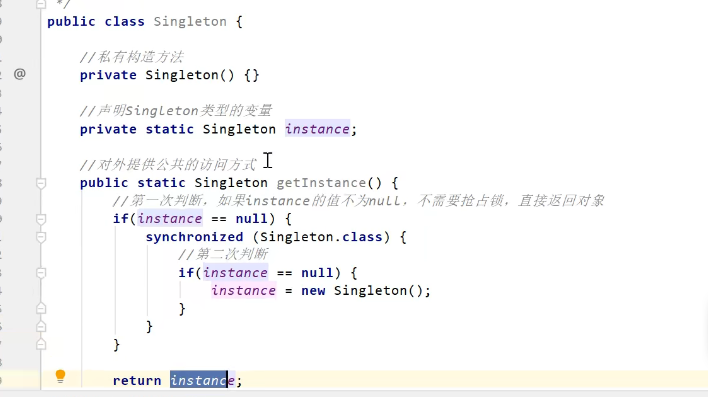 */
public class Singleton {
//私有构造方法
private Singleton() {}
//声明Singleton类型的变量
private static Singleton instance;
//对外提供公共的访问方式
public static Singleton getInstance() {
//第一次判断，如果instance的值不为null，不需要抢占锁，直接返回对象
if(instance == null) {
synchronized (Singleton.class) {
//第二次判断
if(instance == null) {
instance = new Singleton();
}
}
}
return instance;